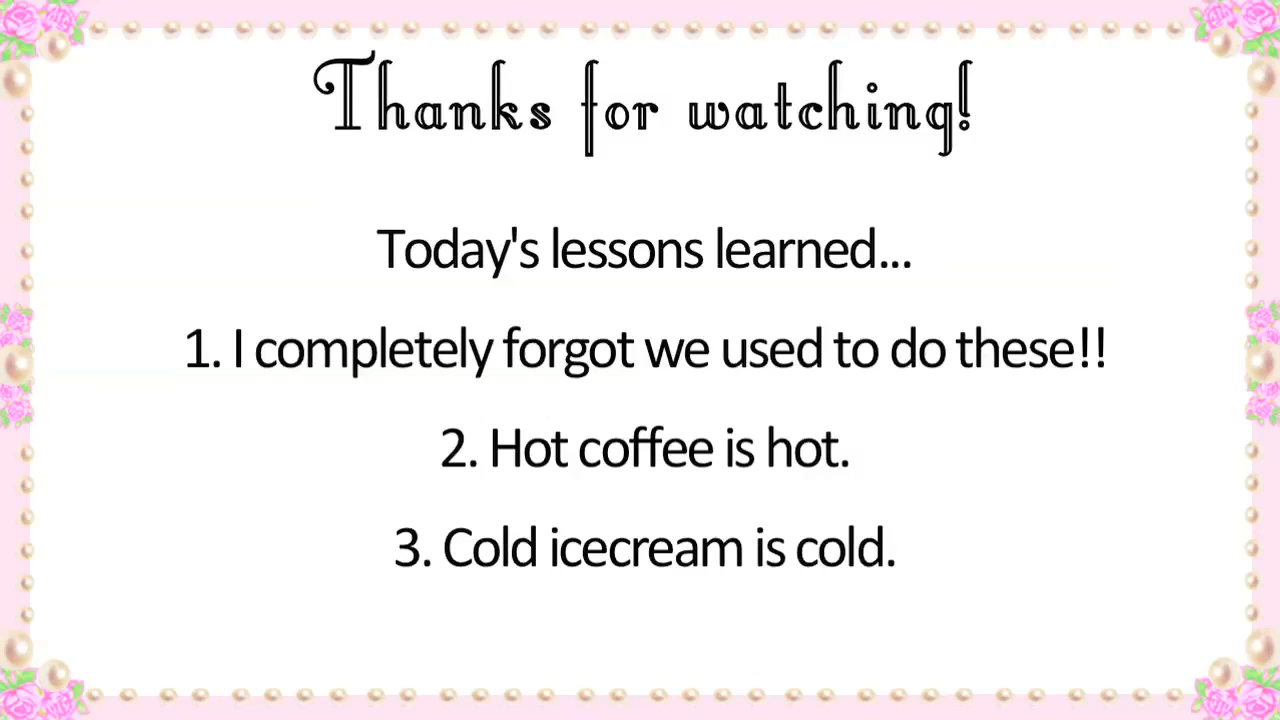 Thanks for watching!
Today's lessons learned...
1. I completely forgot we used to do these!!
2. Hot coffee is hot.
3. Cold icecream is cold.